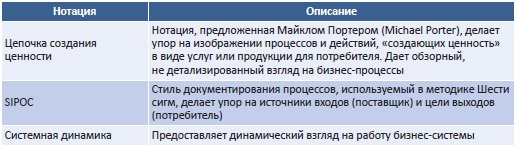 Нотация
Описание
Цепочка создания
ценности
Нотация, предложенная Майклом Портером (Michael Porter), делает
упор на изображении процессов и действий, «создающих ценность»
в виде услуг или продукции для потребителя. Дает обзорный,
не детализированный взгляд на бизнес-процессы
SIPOC
Стиль документирования процессов, используемый в методике Шести
сигм, делает упор на источники входов (поставщик) и цели выходов
(потребитель)
Системная динамика
Предоставляет динамический взгляд на работу бизнес-системы